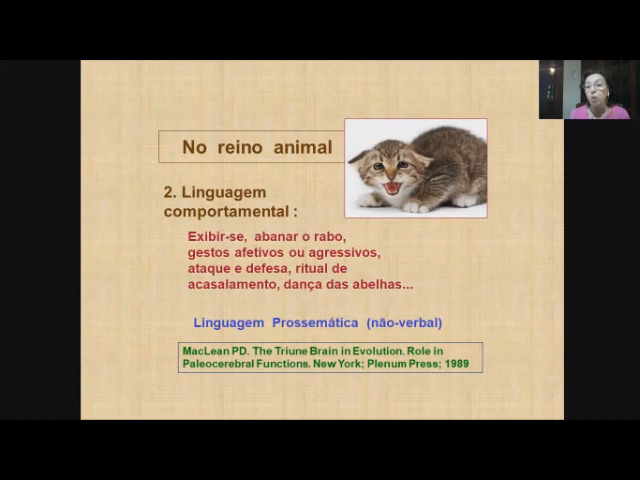 No reino animal
2. Linguagem
comportamental :
Exibir-se, abanar o rabo,
gestos afetivos ou agressivos,
ataque e defesa, ritual de
acasalamento, dança das abelhas...
Linguagem Prossemática (não-verbal)
MacLean PD. The Triune Brain in Evolution. Role in
Paleocerebral Functions. New York; Plenum Press; 1989